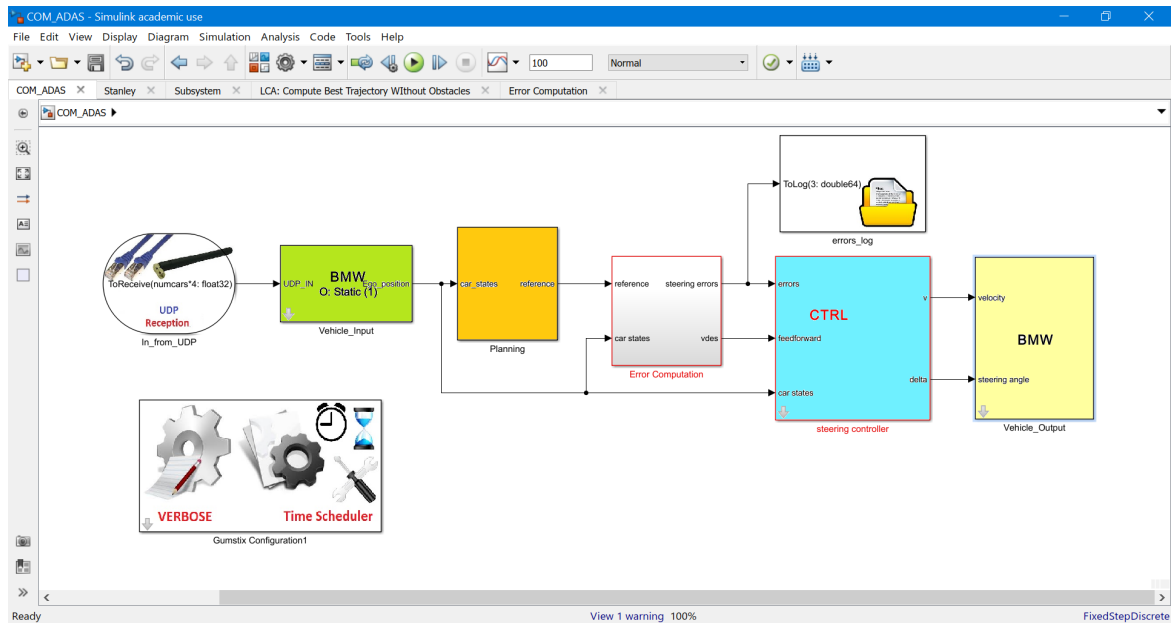 COM_ADAS - Simulink academic use
File Edit View Display Diagram Simulation Analysis Code Tools Help
100
Normal
COM_ADAS
Stanley
Subsystem
LCA: Compute Best Trajectory WIthout Obstacles
Error Computation
COM_ADAS
ToReceive(numcars*4: float32)
UDP
Reception
In_from_UDP
UDP_IN
BMW
Ego_position
O: Static (1)
Vehicle_Input
car_states
reference
Planning
reference
steering errors
car states
vdes
Error Computation
ToLog(3: double64)
errors_log
errors
v
CTRL
feedforward
delta
car states
steering controller
velocity
BMW
steering angle
Vehicle_Output
VERBOSE
Time Scheduler
Gumstix Configuration1
Ready
View 1 warning 100%
FixedStepDiscrete